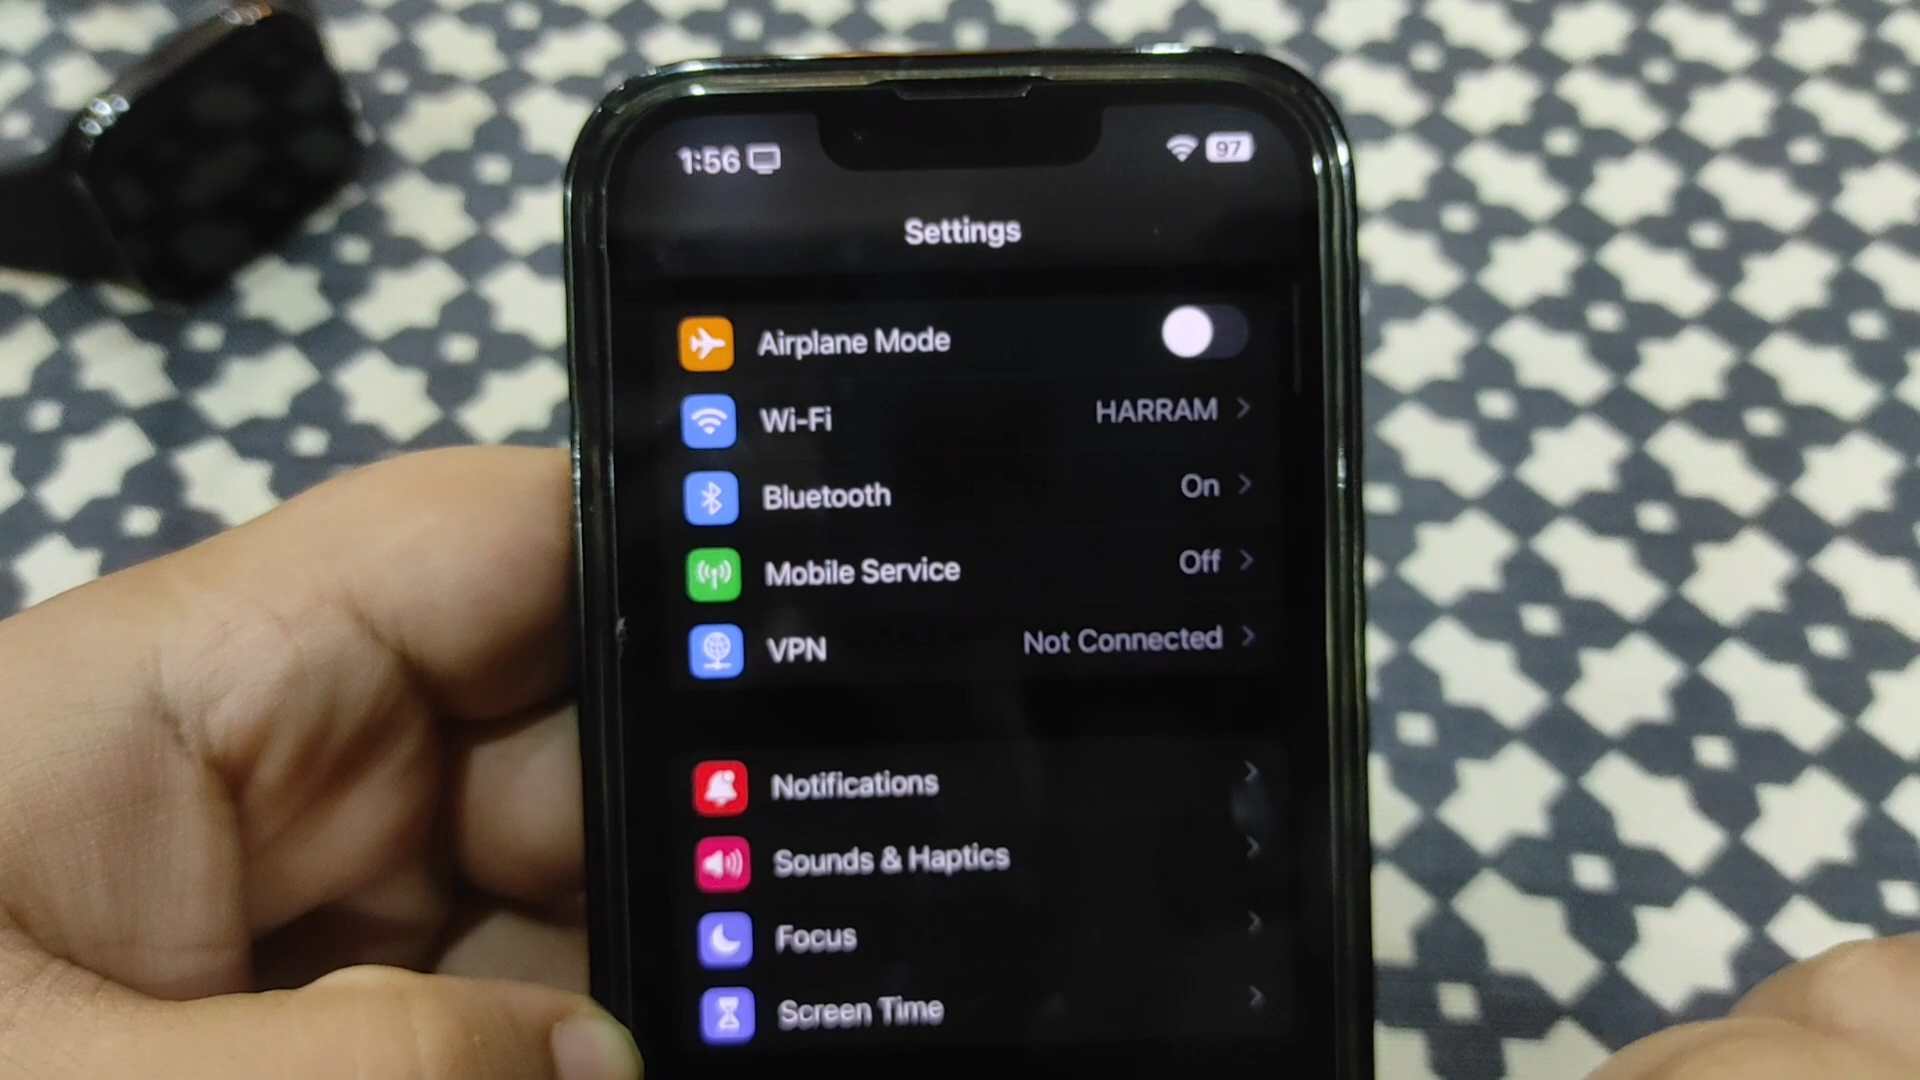 1:56 97
Settings
Airplane Mode
Wi-Fi HARRAM
Bluetooth On
Mobile Service Off
VPN Not Connected
Notifications
Sounds & Haptics
Focus
Screen Time